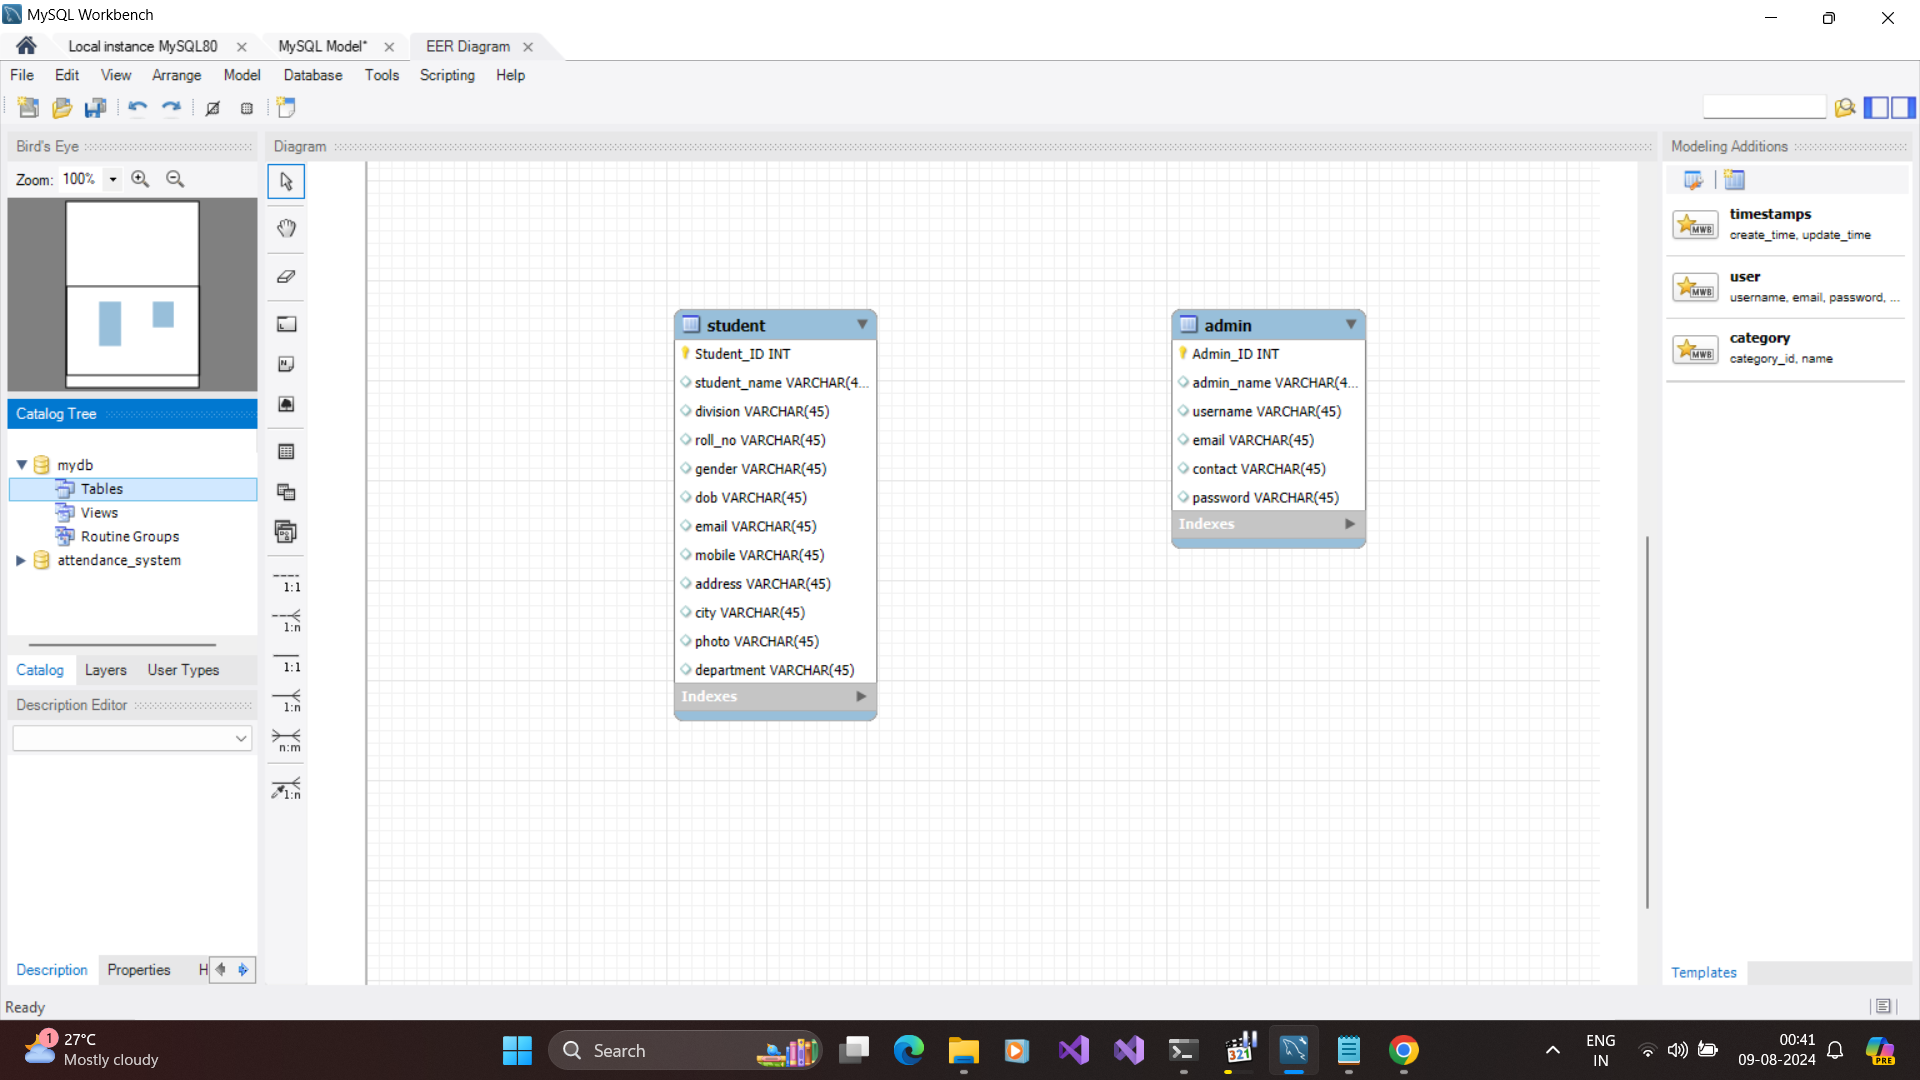 MySQL Workbench
Local instance MySQL80
MySQL Model*
EER Diagram
File Edit View Arrange Model Database Tools Scripting Help
Bird's Eye
Zoom: 100%
Catalog Tree
mydb
Tables
Views
Routine Groups
attendance_system
Catalog Layers User Types
Description Editor
Description Properties H
Ready
Diagram
1:1
1:n
1:1
1:n
n:m
1:n
student
Student_ID INT
student_name VARCHAR(4...
division VARCHAR(45)
roll_no VARCHAR(45)
gender VARCHAR(45)
dob VARCHAR(45)
email VARCHAR(45)
mobile VARCHAR(45)
address VARCHAR(45)
city VARCHAR(45)
photo VARCHAR(45)
department VARCHAR(45)
Indexes
admin
Admin_ID INT
admin_name VARCHAR(4...
username VARCHAR(45)
email VARCHAR(45)
contact VARCHAR(45)
password VARCHAR(45)
Indexes
Modeling Additions
MWB
timestamps
create_time, update_time
MWB
user
username, email, password, ...
MWB
category
category_id, name
Templates
1
27°C
Mostly cloudy
Search
321
ENG
IN
00:41
09-08-2024
PRE